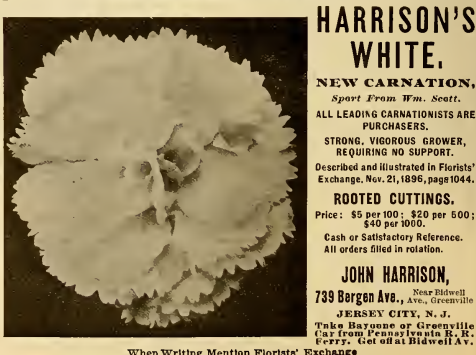 HARRISON'S
WHITE.
NEW CARNATION,
Sport From Wm. Scott.
ALL LEADING CARNATIONISTS ARE
PURCHASERS.
STRONG, VIGOROUS GROWER,
REQUIRING NO SUPPORT.
Described and illustrated in Florists'
Exchange, Nov. 21, 1896, page 1044.
ROOTED CUTTINGS.
Price: $5 per 100; $20 per 500;
$40 per 1000.
Cash or Satisfactory Reference.
All orders filled in rotation.
JOHN HARRISON,
739 Bergen Ave., Near Bidwell
Ave., Greenville
JERSEY CITY, N. J.
Take Bayonne or Greenville
Car from Pennsylvania R. R.
Ferry. Get off at Bidwell Av.
When Writing Mention Florists' Exchange